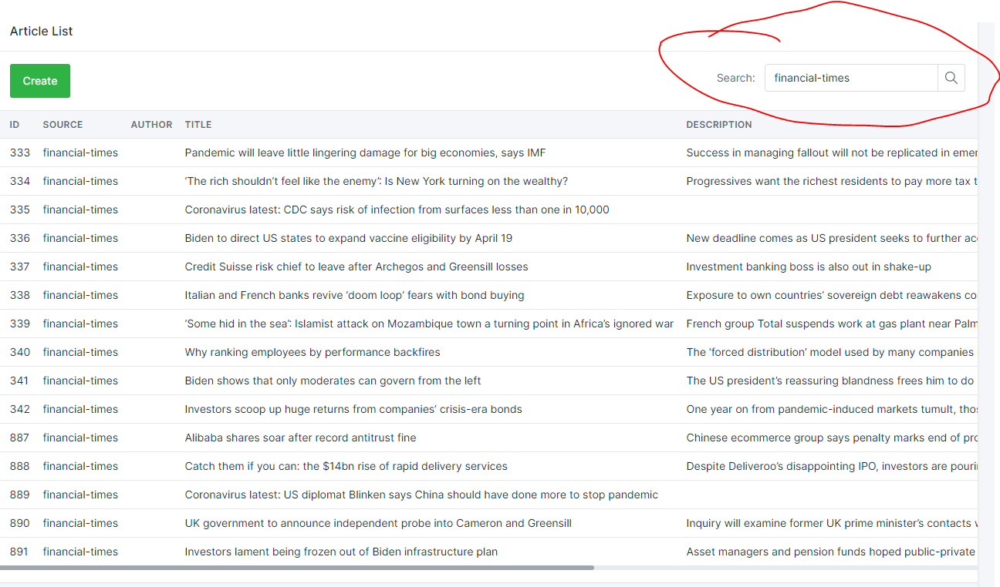 Article List
Create
Search: financial-times
ID SOURCE AUTHOR TITLE DESCRIPTION
333 financial-times Pandemic will leave little lingering damage for big economies, says IMF Success in managing fallout will not be replicated in emer
334 financial-times ‘The rich shouldn’t feel like the enemy’: Is New York turning on the wealthy? Progressives want the richest residents to pay more tax t
335 financial-times Coronavirus latest: CDC says risk of infection from surfaces less than one in 10,000
336 financial-times Biden to direct US states to expand vaccine eligibility by April 19 New deadline comes as US president seeks to further acc
337 financial-times Credit Suisse risk chief to leave after Archegos and Greensill losses Investment banking boss is also out in shake-up
338 financial-times Italian and French banks revive ‘doom loop’ fears with bond buying Exposure to own countries’ sovereign debt reawakens co
339 financial-times ‘Some hid in the sea’: Islamist attack on Mozambique town a turning point in Africa’s ignored war French group Total suspends work at gas plant near Palm
340 financial-times Why ranking employees by performance backfires The ‘forced distribution’ model used by many companies
341 financial-times Biden shows that only moderates can govern from the left The US president’s reassuring blandness frees him to do
342 financial-times Investors scoop up huge returns from companies’ crisis-era bonds One year on from pandemic-induced markets tumult, thos
887 financial-times Alibaba shares soar after record antitrust fine Chinese ecommerce group says penalty marks end of pro
888 financial-times Catch them if you can: the $14bn rise of rapid delivery services Despite Deliveroo’s disappointing IPO, investors are pouri
889 financial-times Coronavirus latest: US diplomat Blinken says China should have done more to stop pandemic
890 financial-times UK government to announce independent probe into Cameron and Greensill Inquiry will examine former UK prime minister’s contacts w
891 financial-times Investors lament being frozen out of Biden infrastructure plan Asset managers and pension funds hoped public-private